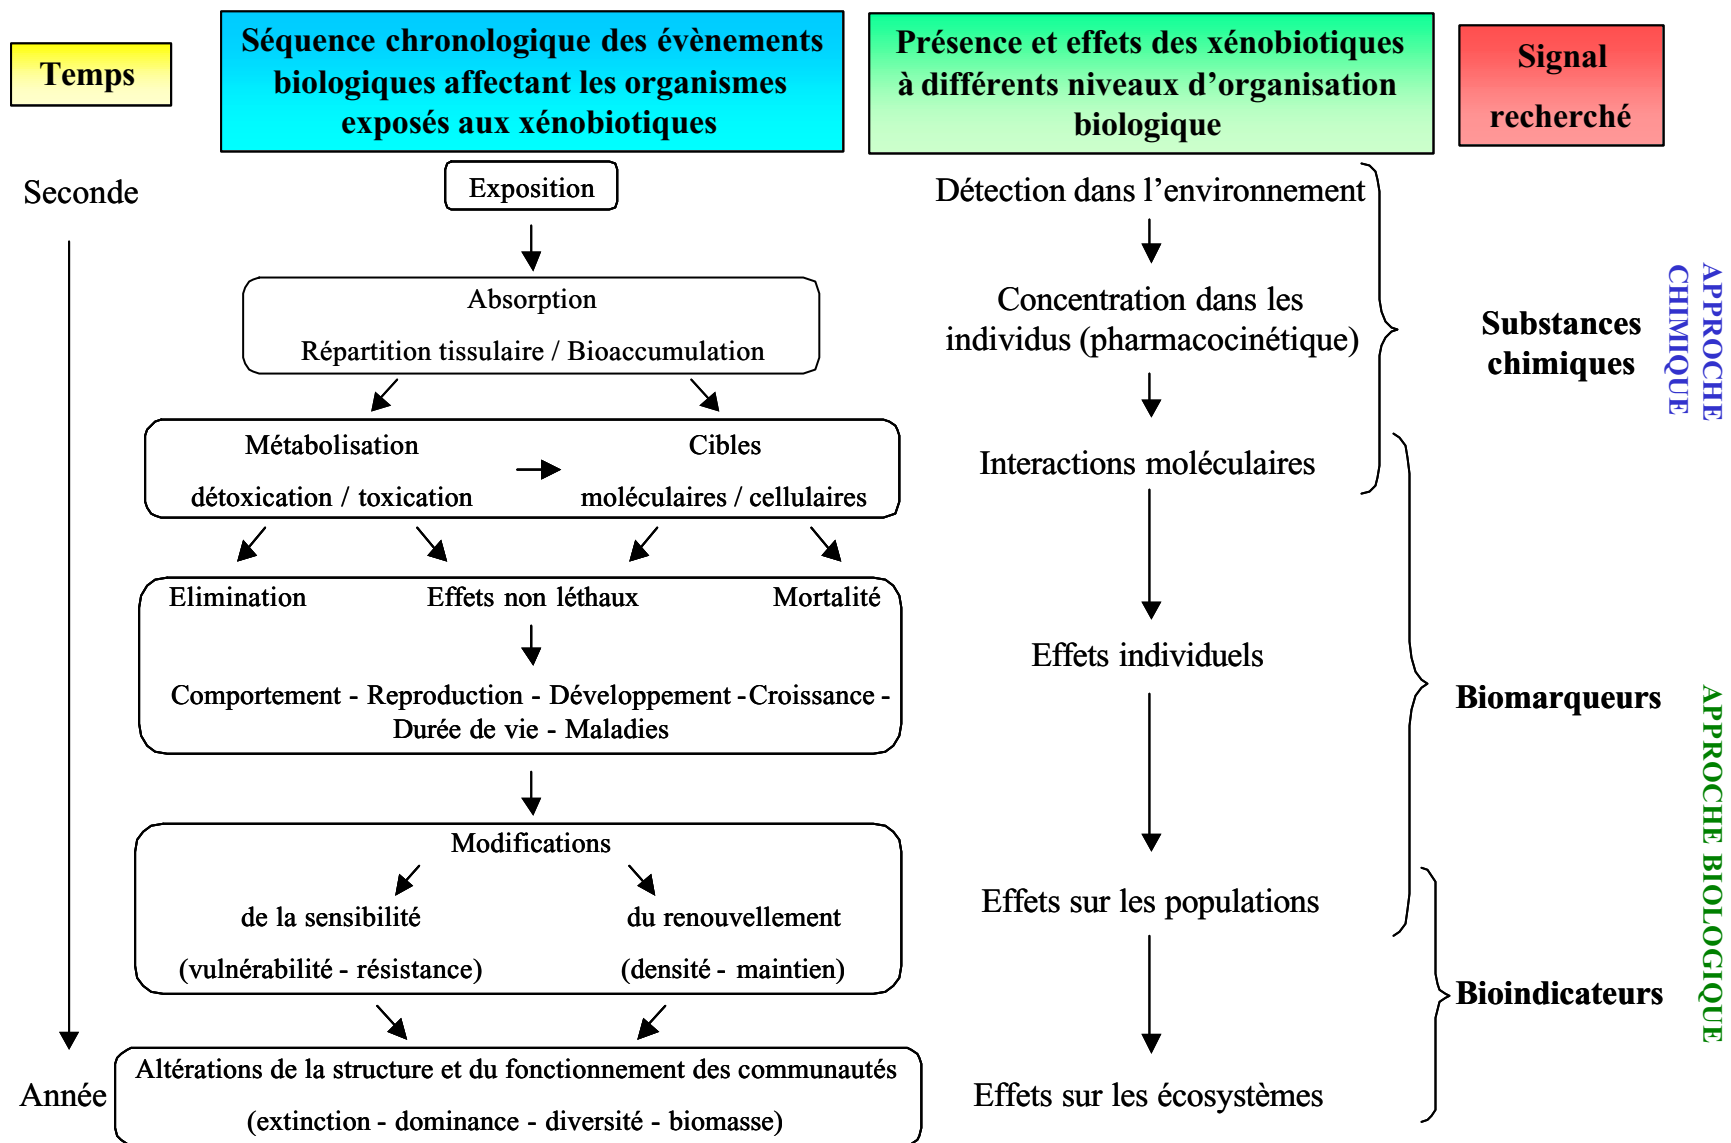 Temps
Séquence chronologique des évènements
biologiques affectant les organismes
exposés aux xénobiotiques
Présence et effets des xénobiotiques
à différents niveaux d'organisation
biologique
Signal
recherché
Seconde
Année
Exposition
Absorption
Répartition tissulaire / Bioaccumulation
Métabolisation
détoxication / toxication
Cibles
moléculaires / cellulaires
Elimination
Effets non léthaux
Mortalité
Comportement - Reproduction - Développement - Croissance -
Durée de vie - Maladies
Modifications
de la sensibilité
(vulnérabilité - résistance)
du renouvellement
(densité - maintien)
Altérations de la structure et du fonctionnement des communautés
(extinction - dominance - diversité - biomasse)
Détection dans l'environnement
Concentration dans les
individus (pharmacocinétique)
Interactions moléculaires
Effets individuels
Effets sur les populations
Effets sur les écosystèmes
Substances
chimiques
Biomarqueurs
Bioindicateurs
APPROCHE
CHIMIQUE
APPROCHE BIOLOGIQUE